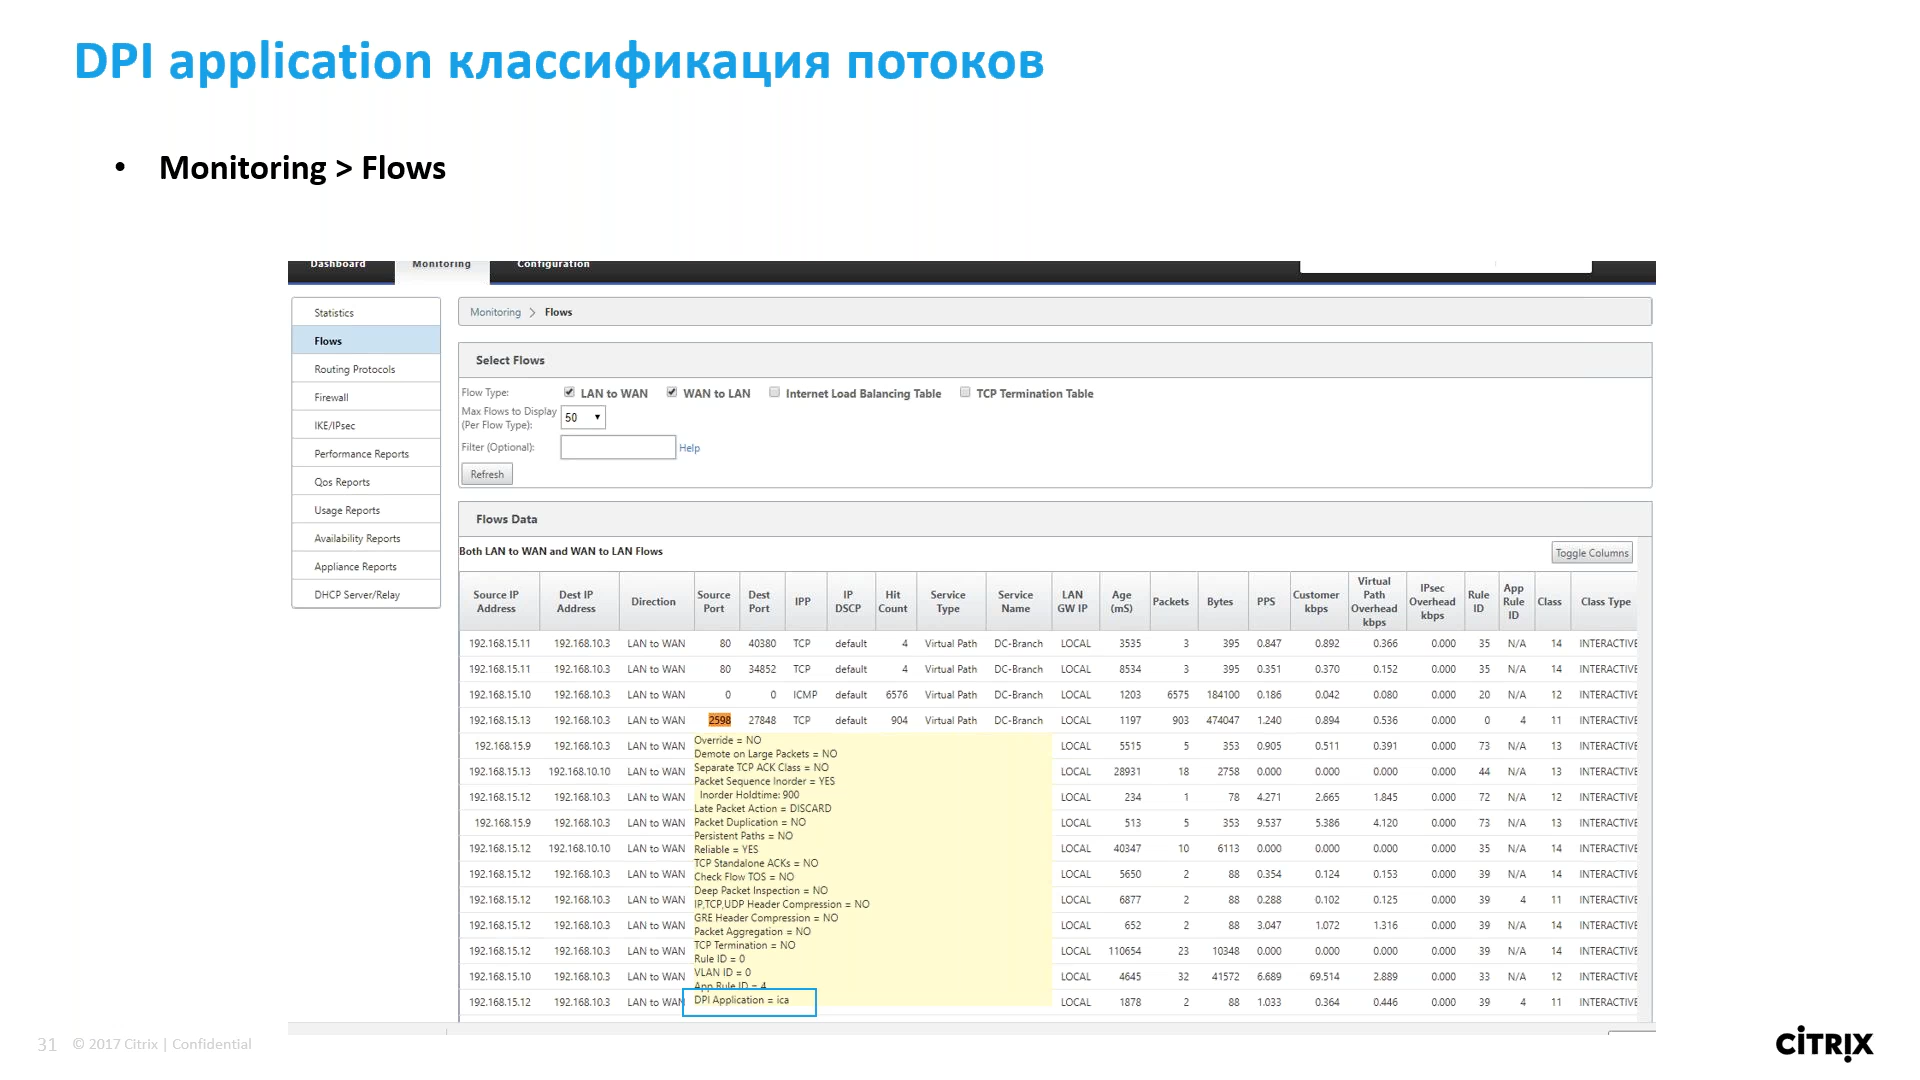 DPI application классификация потоков
• Monitoring > Flows
Dashboard Monitoring Configuration
Statistics
Flows
Routing Protocols
Firewall
IKE/IPsec
Performance Reports
Qos Reports
Usage Reports
Availability Reports
Appliance Reports
DHCP Server/Relay
Monitoring > Flows
Select Flows
Flow Type: LAN to WAN WAN to LAN Internet Load Balancing Table TCP Termination Table
Max Flows to Display
(Per Flow Type): 50
Filter (Optional): Help
Refresh
Flows Data
Both LAN to WAN and WAN to LAN Flows
Toggle Columns
Source IP Address Dest IP Address Direction Source Port Dest Port IPP IP DSCP Hit Count Service Type Service Name LAN GW IP Age (mS) Packets Bytes PPS Customer kbps Virtual Path Overhead kbps IPsec Overhead kbps Rule ID App Rule ID Class Class Type
192.168.15.11 192.168.10.3 LAN to WAN 80 40380 TCP default 4 Virtual Path DC-Branch LOCAL 3535 3 395 0.847 0.892 0.366 0.000 35 N/A 14 INTERACTIVE
192.168.15.11 192.168.10.3 LAN to WAN 80 34852 TCP default 4 Virtual Path DC-Branch LOCAL 8534 3 395 0.351 0.370 0.152 0.000 35 N/A 14 INTERACTIVE
192.168.15.10 192.168.10.3 LAN to WAN 0 0 ICMP default 6576 Virtual Path DC-Branch LOCAL 1203 6575 184100 0.186 0.042 0.080 0.000 20 N/A 12 INTERACTIVE
192.168.15.13 192.168.10.3 LAN to WAN 2598 27848 TCP default 904 Virtual Path DC-Branch LOCAL 1197 903 474047 1.240 0.894 0.536 0.000 0 4 11 INTERACTIVE
192.168.15.9 192.168.10.3 LAN to WAN LOCAL 5515 5 353 0.905 0.511 0.391 0.000 73 N/A 13 INTERACTIVE
192.168.15.13 192.168.10.10 LAN to WAN LOCAL 28931 18 2758 0.000 0.000 0.000 0.000 44 N/A 13 INTERACTIVE
192.168.15.12 192.168.10.3 LAN to WAN LOCAL 234 1 78 4.271 2.665 1.845 0.000 72 N/A 12 INTERACTIVE
192.168.15.9 192.168.10.3 LAN to WAN LOCAL 513 5 353 9.537 5.386 4.120 0.000 73 N/A 13 INTERACTIVE
192.168.15.12 192.168.10.10 LAN to WAN LOCAL 40347 10 6113 0.000 0.000 0.000 0.000 35 N/A 14 INTERACTIVE
192.168.15.12 192.168.10.3 LAN to WAN LOCAL 5650 2 88 0.354 0.124 0.153 0.000 39 N/A 14 INTERACTIVE
192.168.15.12 192.168.10.3 LAN to WAN LOCAL 6877 2 88 0.288 0.102 0.125 0.000 39 4 11 INTERACTIVE
192.168.15.12 192.168.10.3 LAN to WAN LOCAL 652 2 88 3.047 1.072 1.316 0.000 39 N/A 14 INTERACTIVE
192.168.15.12 192.168.10.3 LAN to WAN LOCAL 110654 23 10348 0.000 0.000 0.000 0.000 39 N/A 14 INTERACTIVE
192.168.15.10 192.168.10.3 LAN to WAN LOCAL 4645 32 41572 6.689 69.514 2.889 0.000 33 N/A 12 INTERACTIVE
192.168.15.12 192.168.10.3 LAN to WAN LOCAL 1878 2 88 1.033 0.364 0.446 0.000 39 4 11 INTERACTIVE
Override = NO
Demote on Large Packets = NO
Separate TCP ACK Class = NO
Packet Sequence Inorder = YES
Inorder Holdtime: 900
Late Packet Action = DISCARD
Packet Duplication = NO
Persistent Paths = NO
Reliable = YES
TCP Standalone ACKs = NO
Check Flow TOS = NO
Deep Packet Inspection = NO
IP,TCP,UDP Header Compression = NO
GRE Header Compression = NO
Packet Aggregation = NO
TCP Termination = NO
Rule ID = 0
VLAN ID = 0
App Rule ID = 4
DPI Application = ica
31 © 2017 Citrix | Confidential
CITRIX